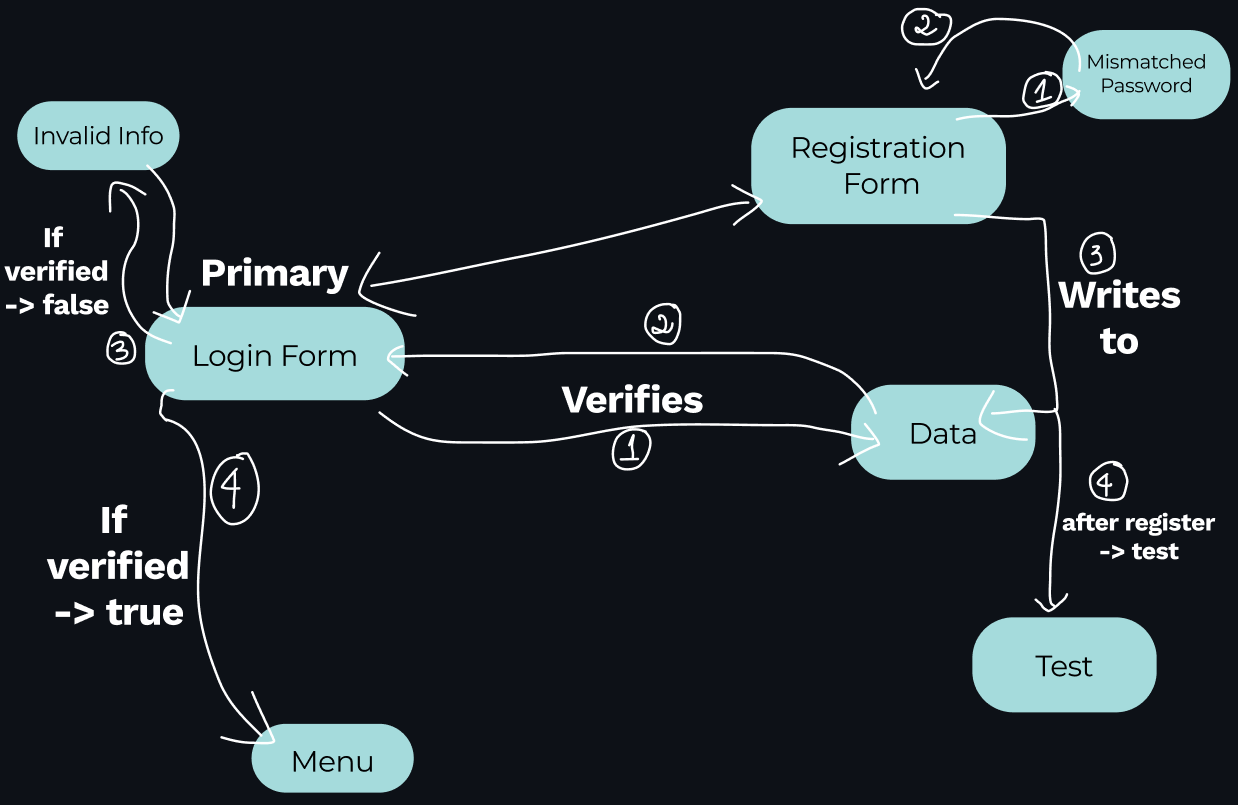 ②
Mismatched
Password
①
Invalid Info
Registration
Form
If
verified
-> false
③
Primary
Login Form
③
Writes
to
②
Verifies
①
Data
④
If
verified
-> true
④
after register
-> test
Test
Menu